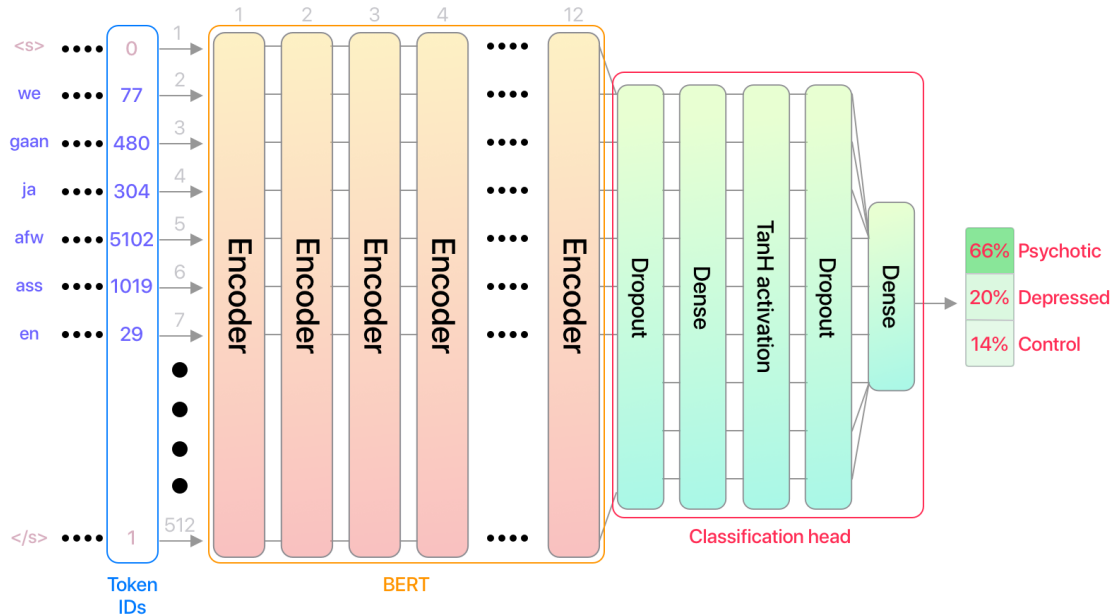 1 2 3 4 12
<s> 0 1
we 77 2
gaan 480 3
ja 304 4
afw 5102 5
ass 1019 6
en 29 7
</s> 1 512
Encoder
Encoder
Encoder
Encoder
Encoder
Dropout
Dense
TanH activation
Dropout
Dense
66% Psychotic
20% Depressed
14% Control
Classification head
Token
IDs
BERT